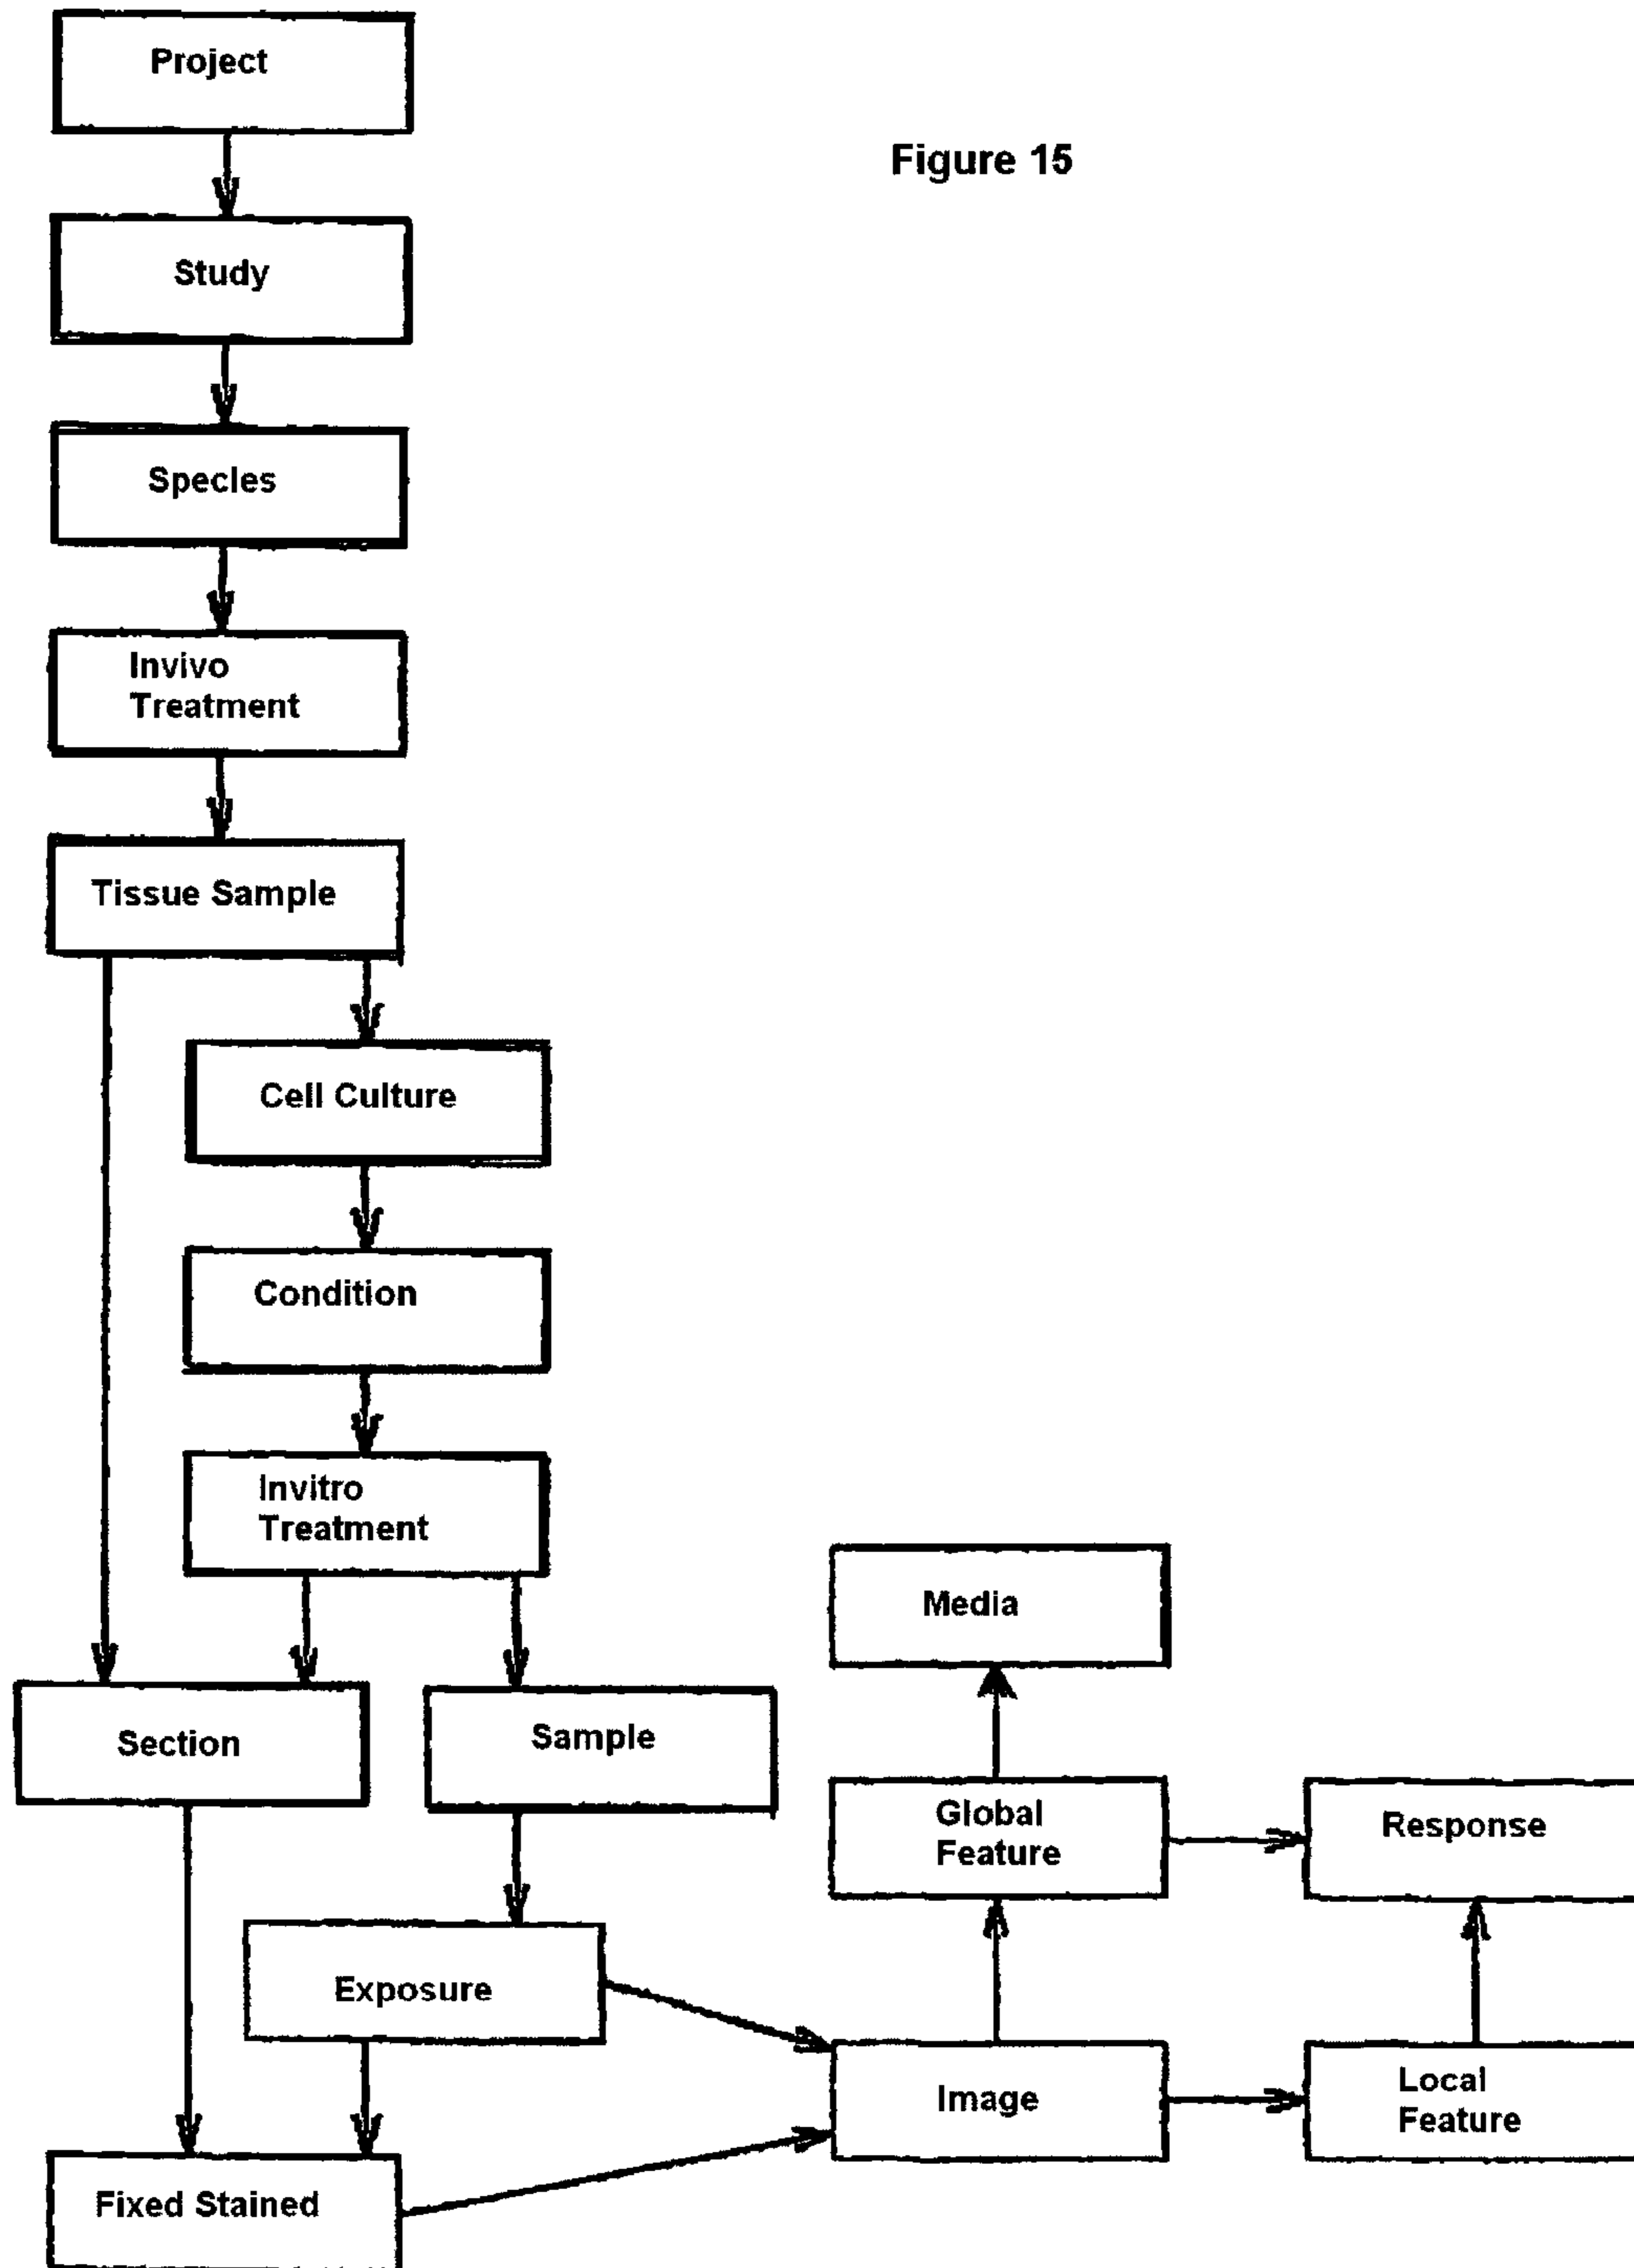 Project
Figure 15
Study
Species
Invivo
Treatment
Tissue Sample
Cell Culture
Condition
Invitro
Treatment
Media
Section
Sample
Global
Feature
Response
Exposure
Image
Local
Feature
Fixed Stained